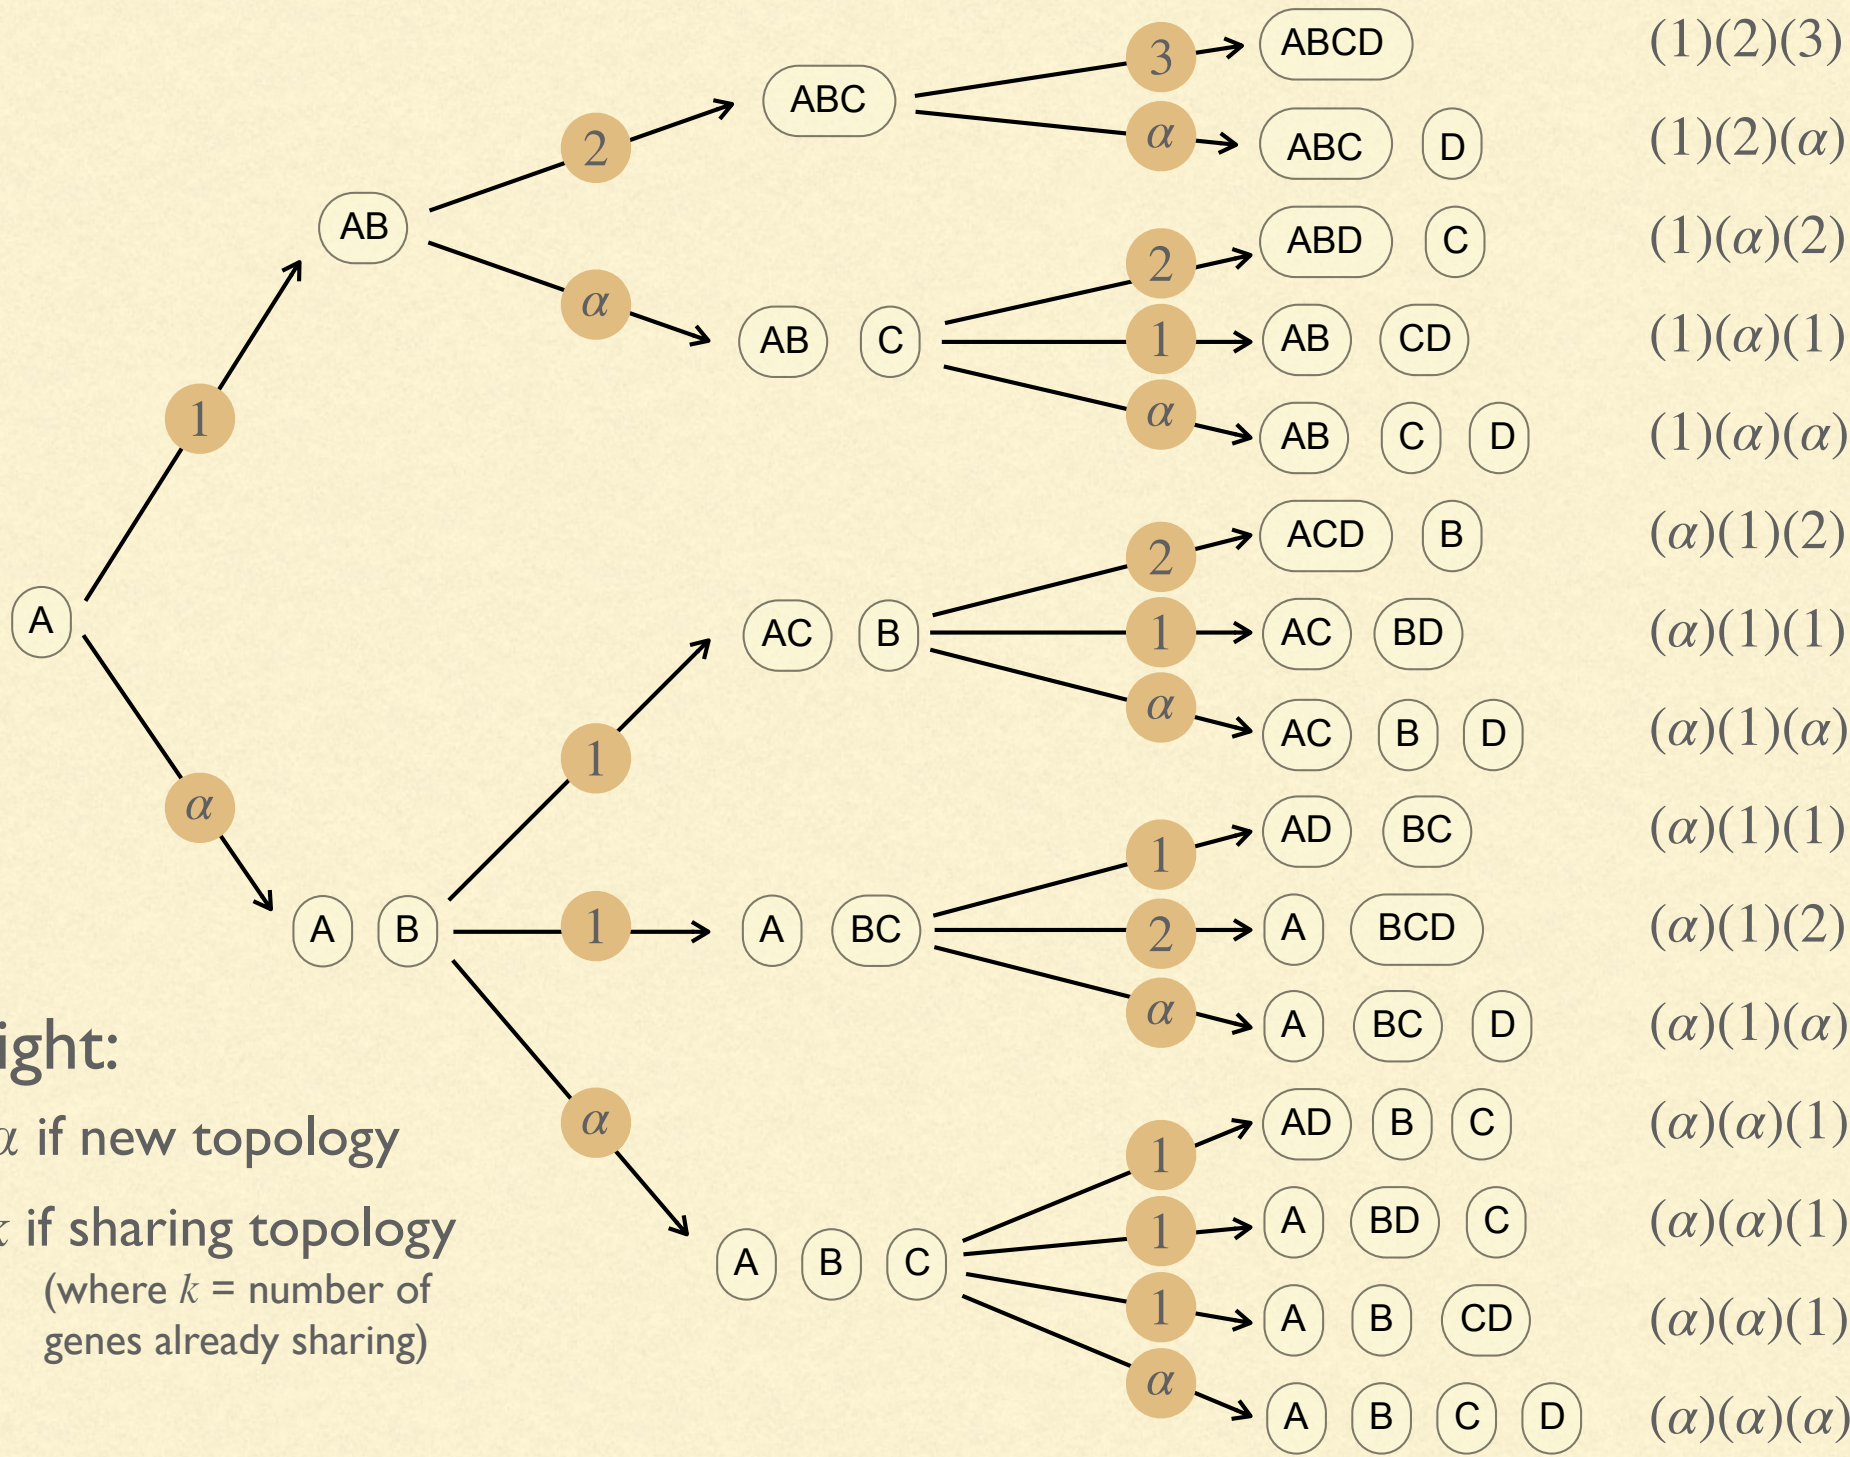 3 ABCD (1)(2)(3)
2 ABC α ABC D (1)(2)(α)
AB 2 ABD C (1)(α)(2)
α AB C 1 AB CD (1)(α)(1)
1 α AB C D (1)(α)(α)
2 ACD B (α)(1)(2)
A AC B 1 AC BD (α)(1)(1)
1 α AC B D (α)(1)(α)
α 1 AD BC (α)(1)(1)
A B 1 A BC 2 A BCD (α)(1)(2)
α A BC D (α)(1)(α)
ight:
α if new topology α 1 AD B C (α)(α)(1)
k if sharing topology 1 A BD C (α)(α)(1)
(where k = number of A B C 1 A B CD (α)(α)(1)
genes already sharing)
α A B C D (α)(α)(α)